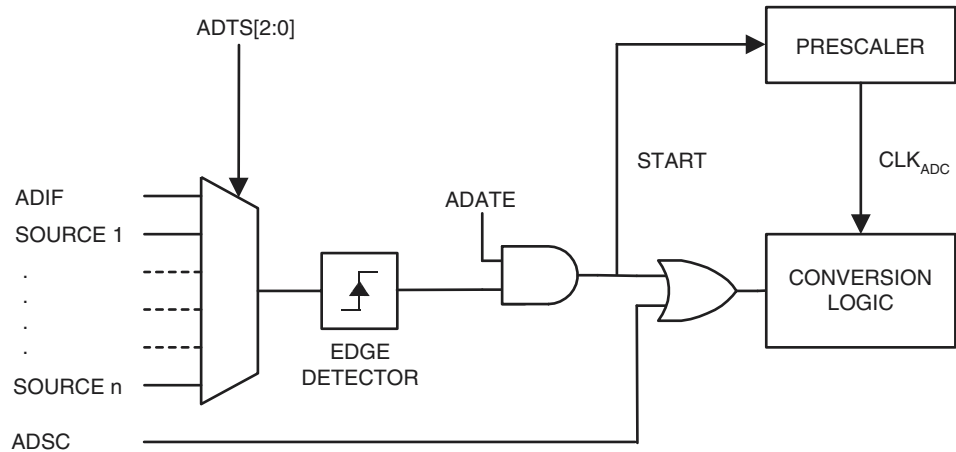 ADTS[2:0]
PRESCALER
START
CLKADC
ADIF
ADATE
SOURCE 1
.
.
.
.
CONVERSION
LOGIC
EDGE
DETECTOR
SOURCE n
ADSC